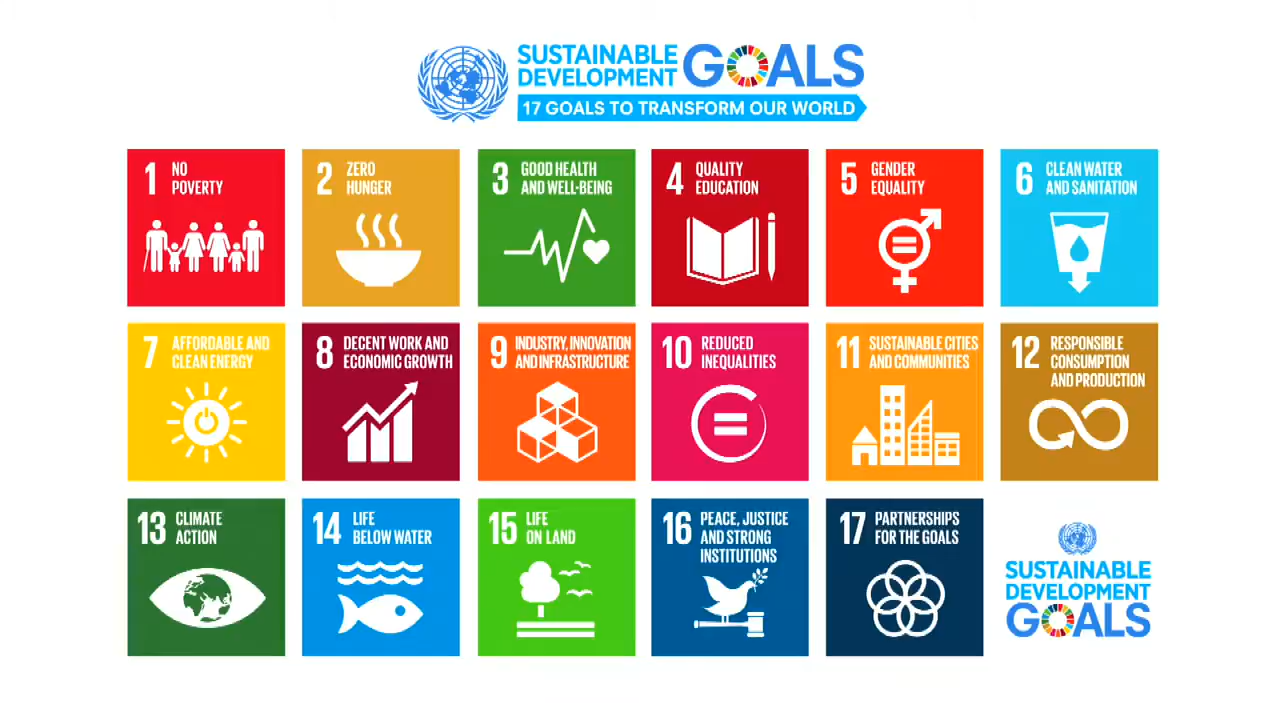 SUSTAINABLE
DEVELOPMENT
GOALS
17 GOALS TO TRANSFORM OUR WORLD
1 NO
POVERTY
2 ZERO
HUNGER
3 GOOD HEALTH
AND WELL-BEING
4 QUALITY
EDUCATION
5 GENDER
EQUALITY
6 CLEAN WATER
AND SANITATION
7 AFFORDABLE AND
CLEAN ENERGY
8 DECENT WORK AND
ECONOMIC GROWTH
9 INDUSTRY, INNOVATION
AND INFRASTRUCTURE
10 REDUCED
INEQUALITIES
11 SUSTAINABLE CITIES
AND COMMUNITIES
12 RESPONSIBLE
CONSUMPTION
AND PRODUCTION
13 CLIMATE
ACTION
14 LIFE
BELOW WATER
15 LIFE
ON LAND
16 PEACE, JUSTICE
AND STRONG
INSTITUTIONS
17 PARTNERSHIPS
FOR THE GOALS
SUSTAINABLE
DEVELOPMENT
GOALS